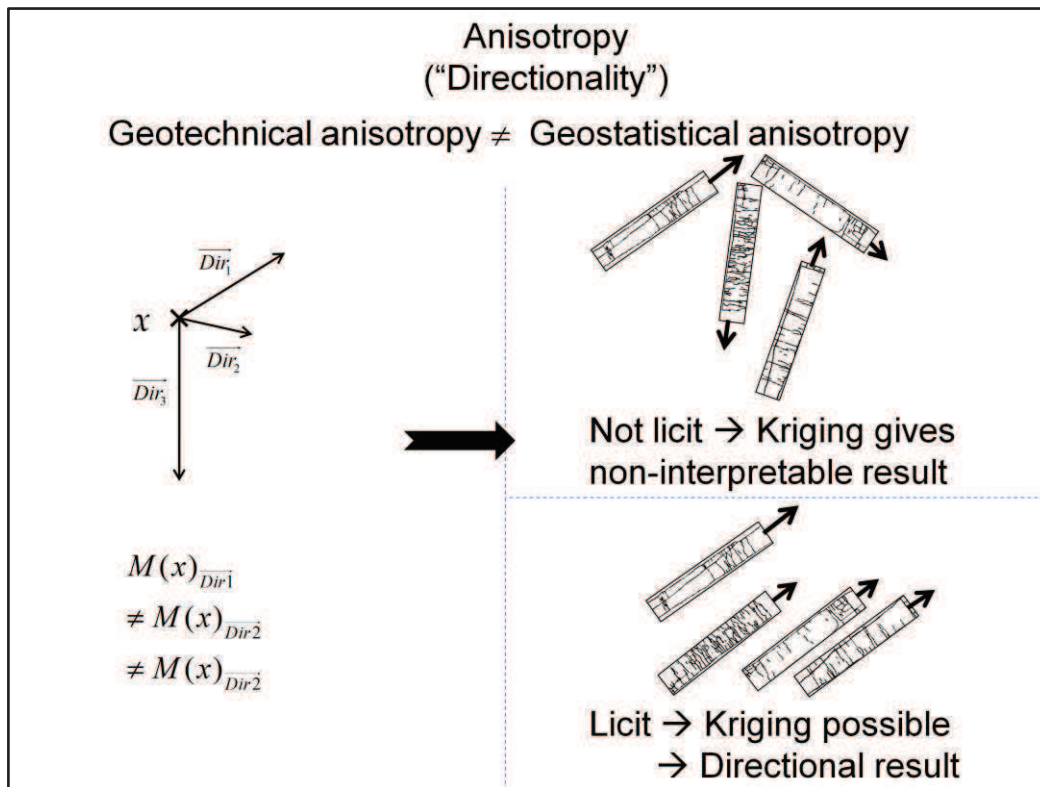 Anisotropy
("Directionality")
Geotechnical anisotropy ≠ Geostatistical anisotropy
Dir₁
x
Dir₂
Dir₃
M(x)Dir1
≠ M(x)Dir2
≠ M(x)Dir2
Not licit → Kriging gives
non-interpretable result
Licit → Kriging possible
→ Directional result